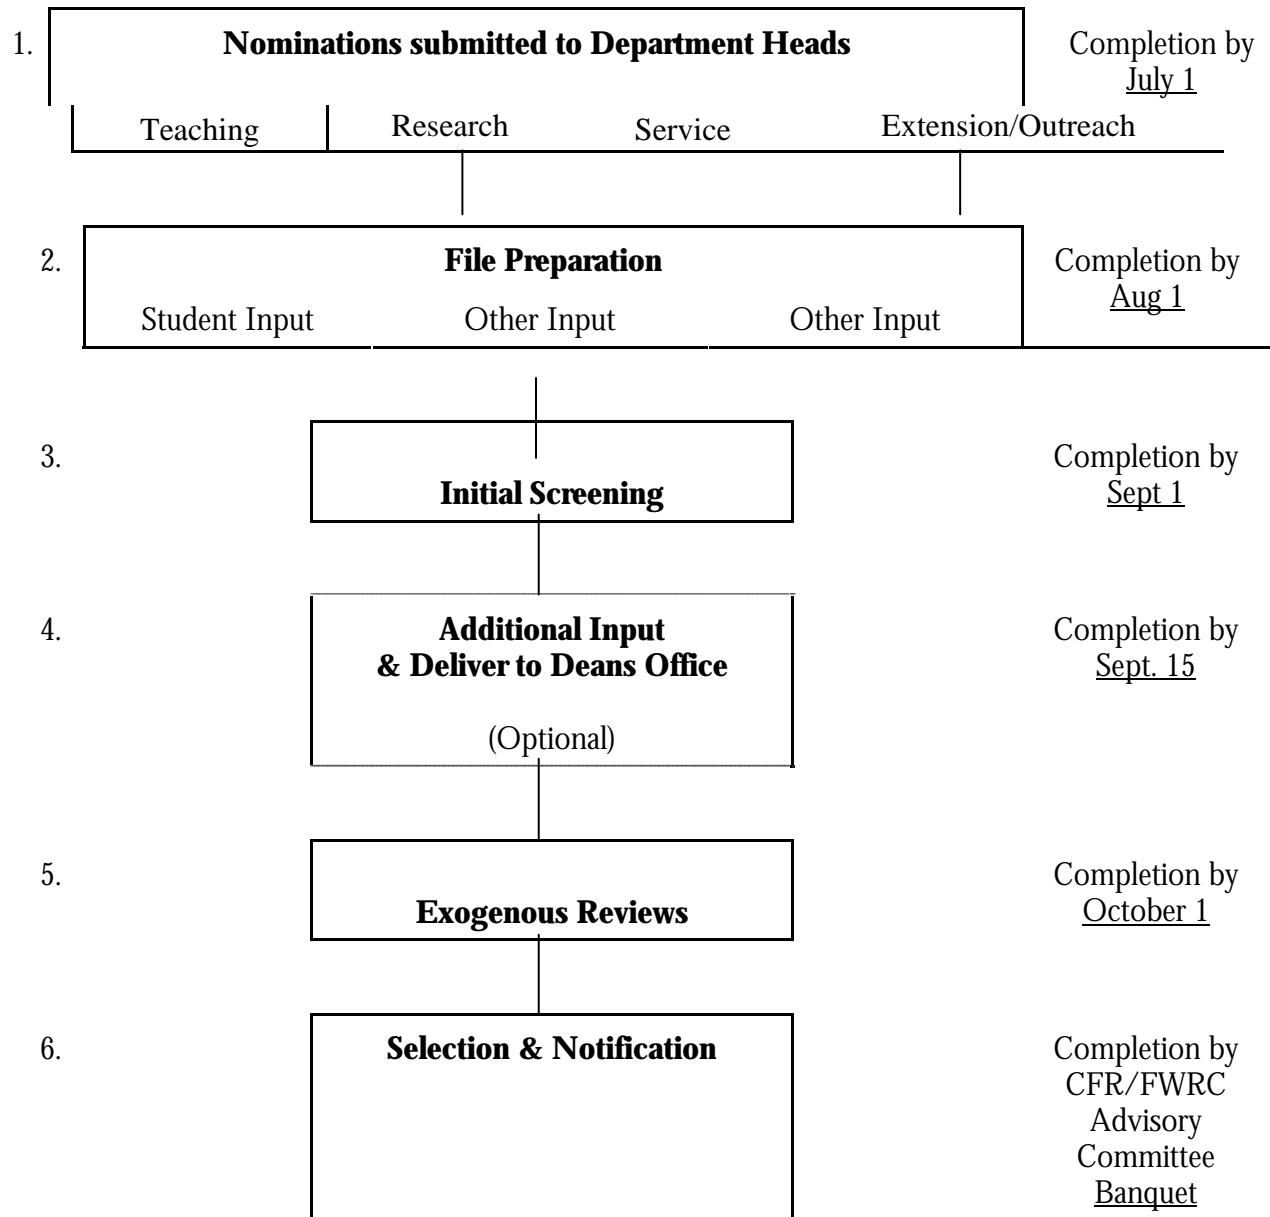 1. Nominations submitted to Department Heads Completion by
July 1
Teaching Research Service Extension/Outreach
2. File Preparation Completion by
Aug 1
Student Input Other Input Other Input
3. Completion by
Initial Screening Sept 1
4. Additional Input Completion by
& Deliver to Deans Office Sept. 15
(Optional)
5. Completion by
Exogenous Reviews October 1
6. Selection & Notification Completion by
CFR/FWRC
Advisory
Committee
Banquet